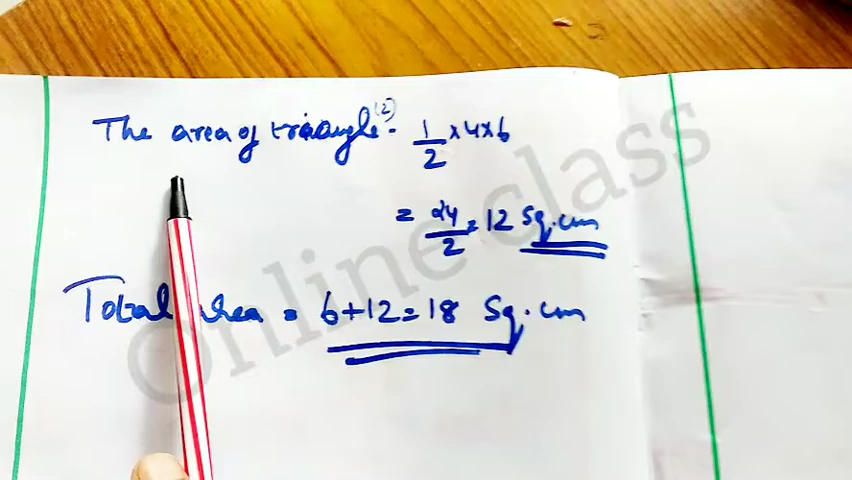 The area of triangle(2) = 1/2 × 4 × 6
= 24/2 = 12 Sq.cm
Total area = 6+12 = 18 Sq.cm
Online class